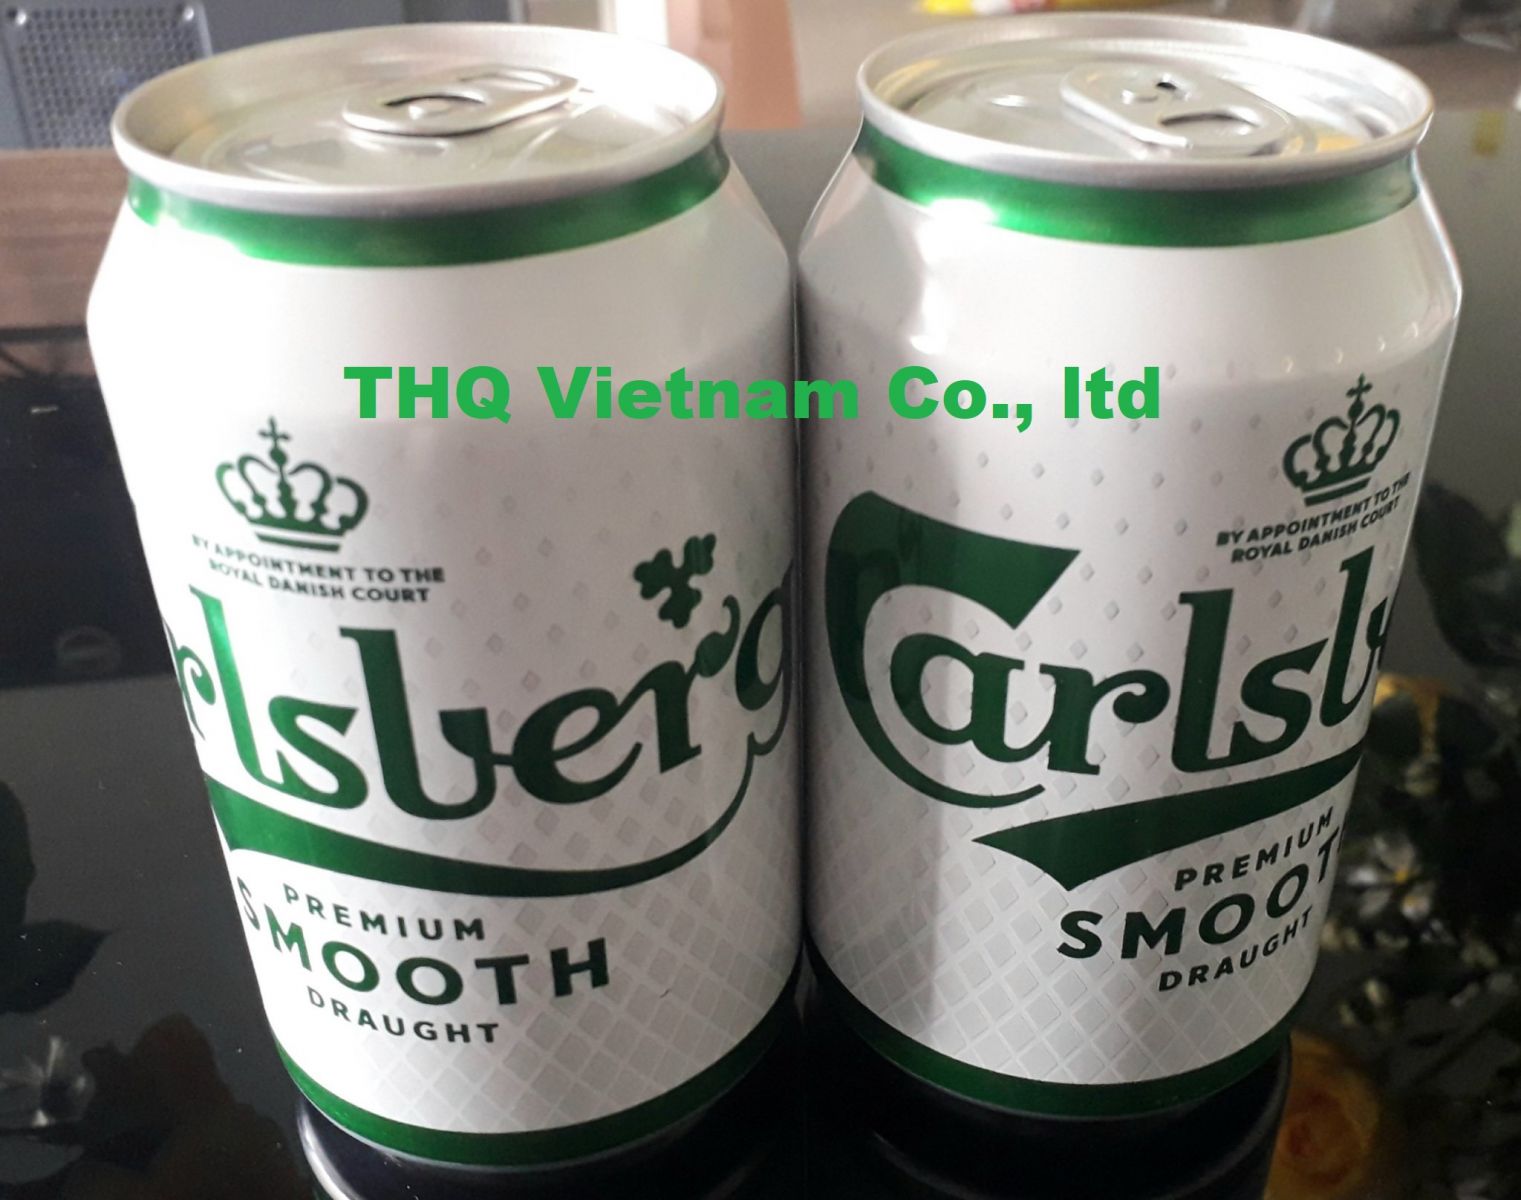 THQ Vietnam Co., ltd
BY APPOINTMENT TO THE
ROYAL DANISH COURT
rlsberg
PREMIUM
SMOOTH
DRAUGHT
BY APPOINTMENT TO THE
ROYAL DANISH COURT
Carlsb
PREMIUM
SMOOT
DRAUGHT